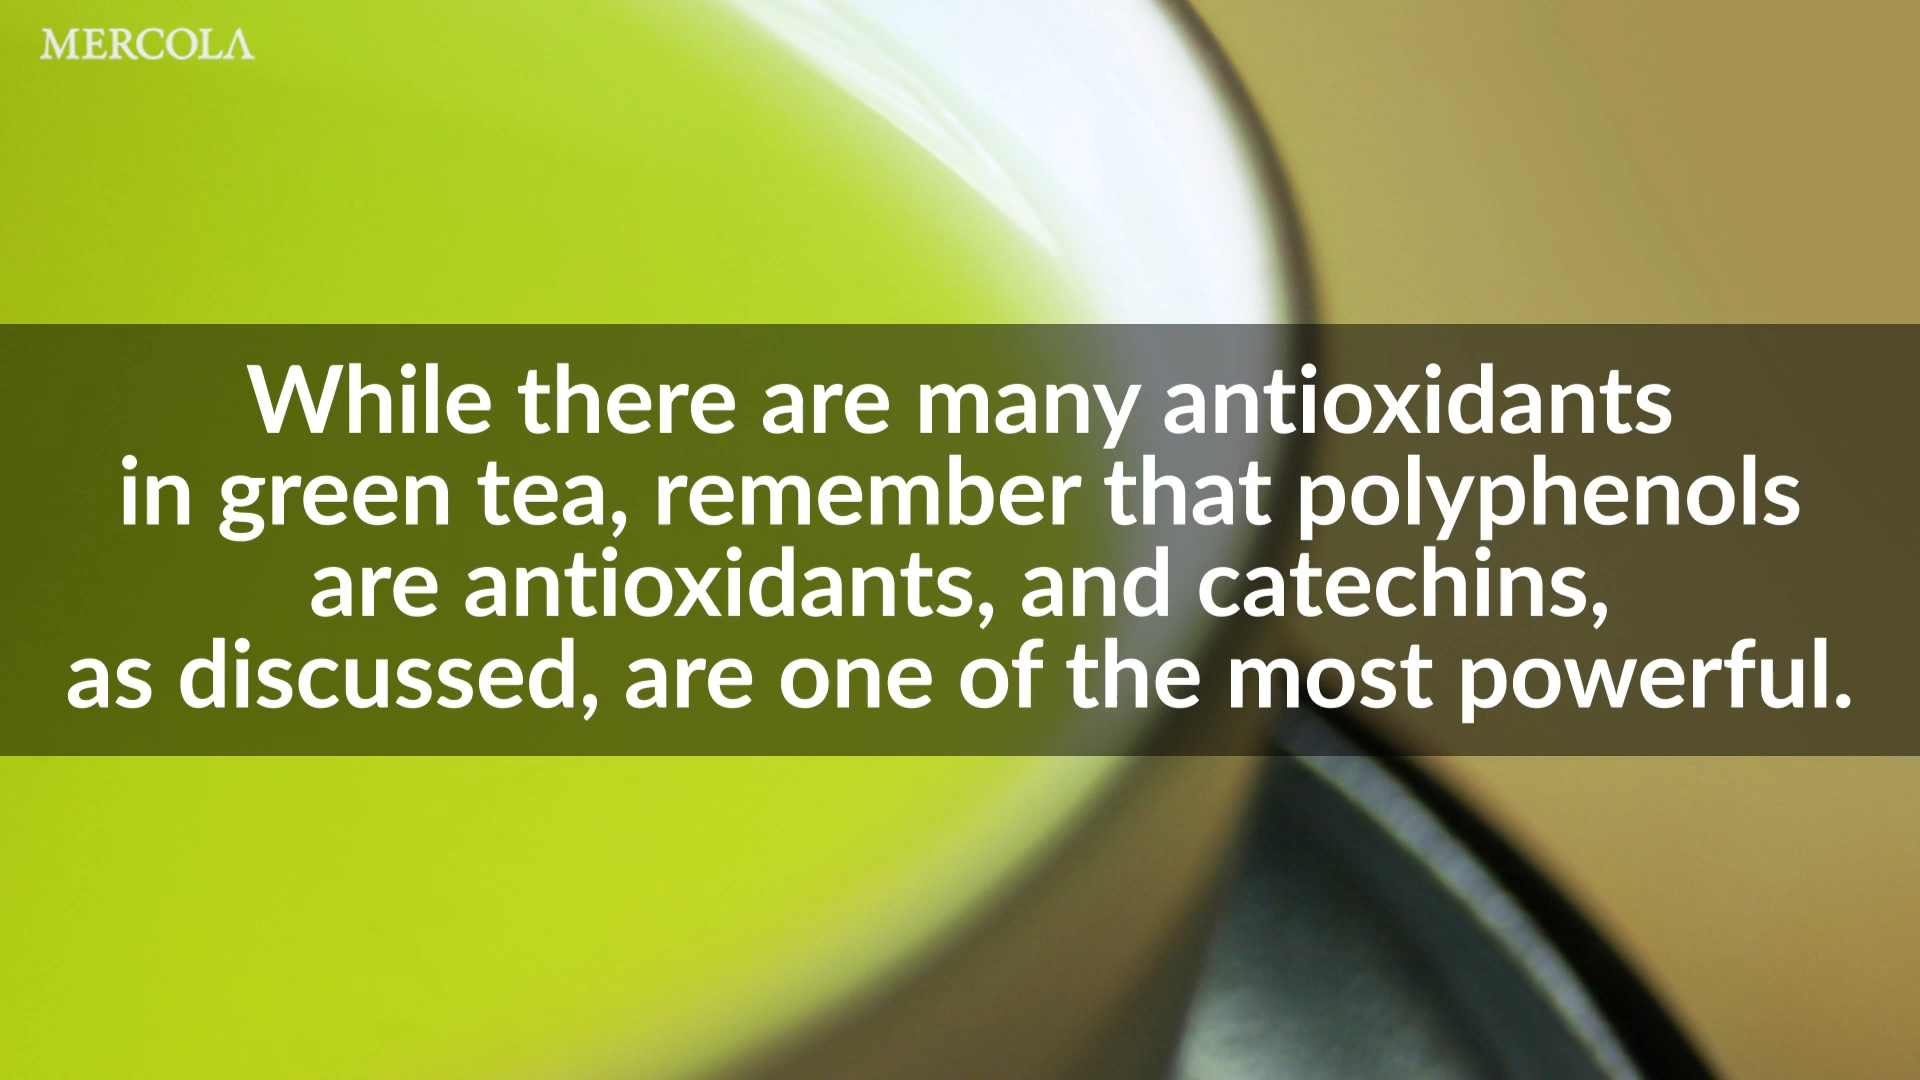 MERCOLA
While there are many antioxidants
in green tea, remember that polyphenols
are antioxidants, and catechins,
as discussed, are one of the most powerful.